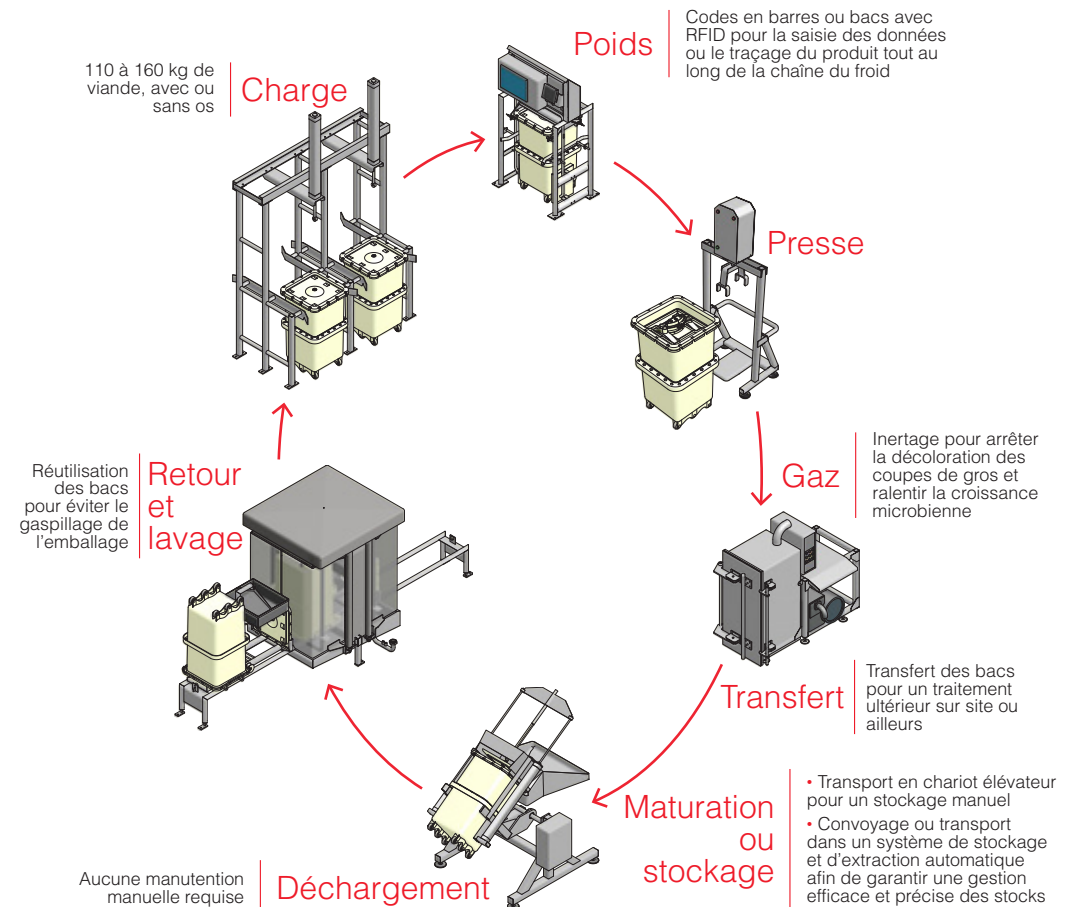 110 à 160 kg de
viande, avec ou
sans os
Charge
Poids
Codes en barres ou bacs avec
RFID pour la saisie des données
ou le traçage du produit tout au
long de la chaîne du froid
Presse
Gaz
Inertage pour arrêter
la décoloration des
coupes de gros et
ralentir la croissance
microbienne
Transfert
Transfert des bacs
pour un traitement
ultérieur sur site ou
ailleurs
Maturation
ou
stockage
• Transport en chariot élévateur
pour un stockage manuel
• Convoyage ou transport
dans un système de stockage
et d'extraction automatique
afin de garantir une gestion
efficace et précise des stocks
Aucune manutention
manuelle requise
Déchargement
Réutilisation
des bacs
pour éviter le
gaspillage de
l'emballage
Retour
et
lavage